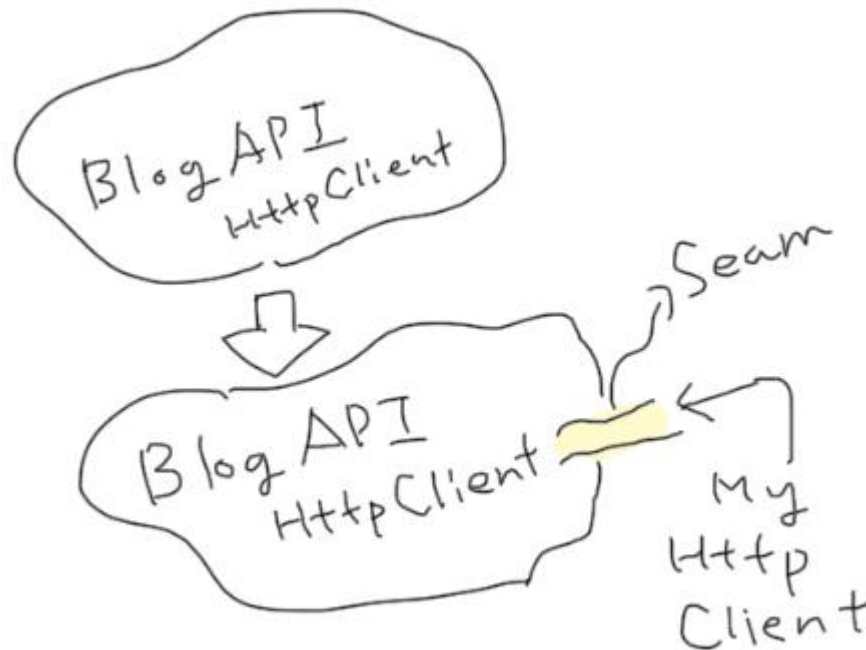 Blog API
HttpClient
Seam
Blog API
HttpClient
My
Http
Client